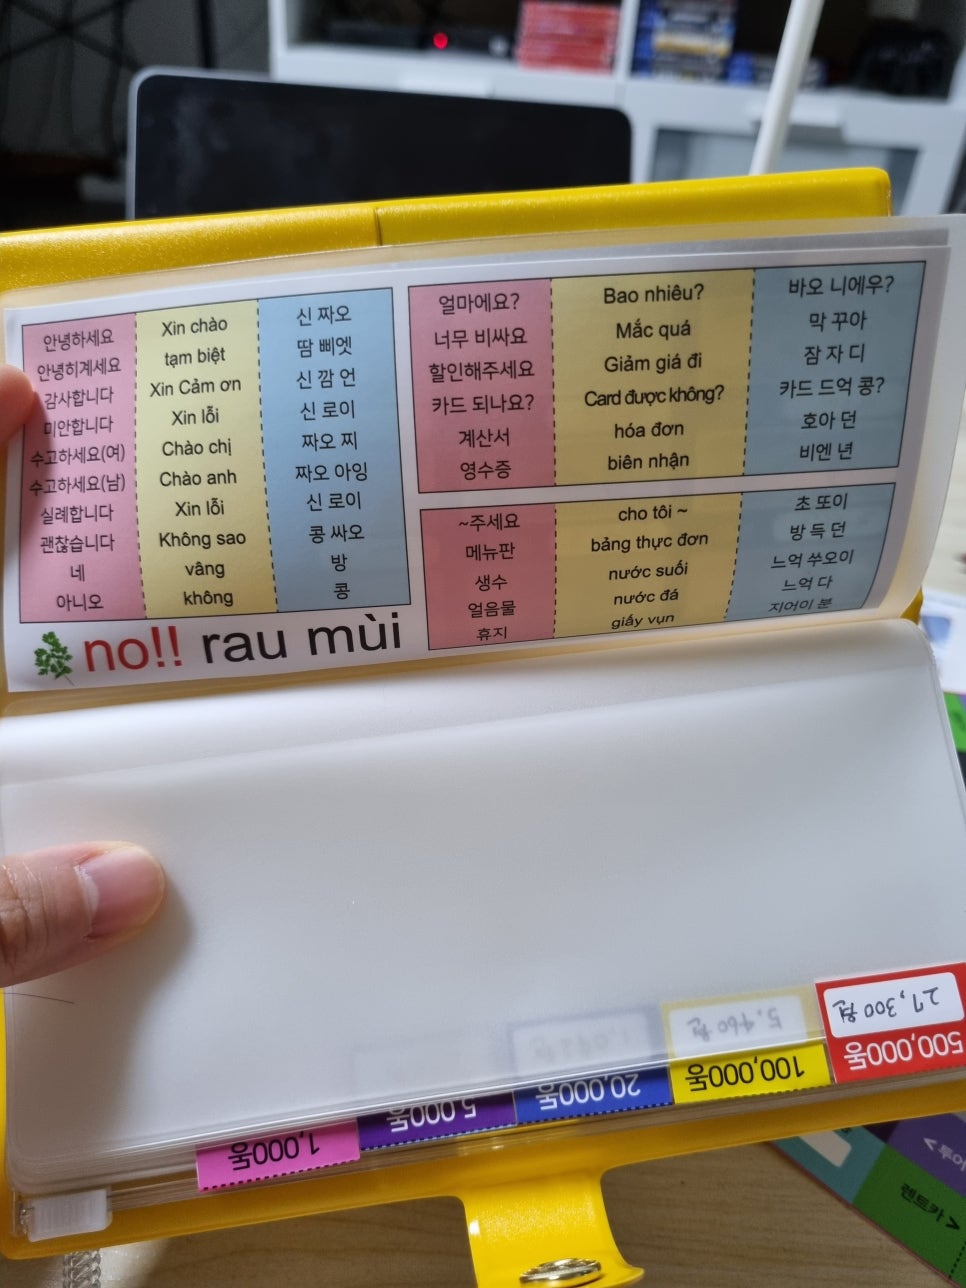 안녕하세요 Xin chào 신 짜오
안녕히계세요 tạm biệt 땀 삐엣
감사합니다 Xin Cảm ơn 신 깜 언
미안합니다 Xin lỗi 신 로이
수고하세요(여) Chào chị 짜오 찌
수고하세요(남) Chào anh 짜오 아잉
실례합니다 Xin lỗi 신 로이
괜찮습니다 Không sao 콩 싸오
네 vâng 방
아니오 không 콩
no!! rau mùi
얼마에요? Bao nhiêu? 바오 니에우?
너무 비싸요 Mắc quá 막 꾸아
할인해주세요 Giảm giá đi 잠 자 디
카드 되나요? Card được không? 카드 드억 콩?
계산서 hóa đơn 호아 던
영수증 biên nhận 비엔 년
~주세요 cho tôi ~ 초 또이
메뉴판 bảng thực đơn 방 득 던
생수 nước suối 느억 쑤오이
얼음물 nước đá 느억 다
휴지 giấy vụn 지어이 분
27,300원
500,000동
5,460원
100,000동
20,000동
5,000동
1,000동
렌트카 >